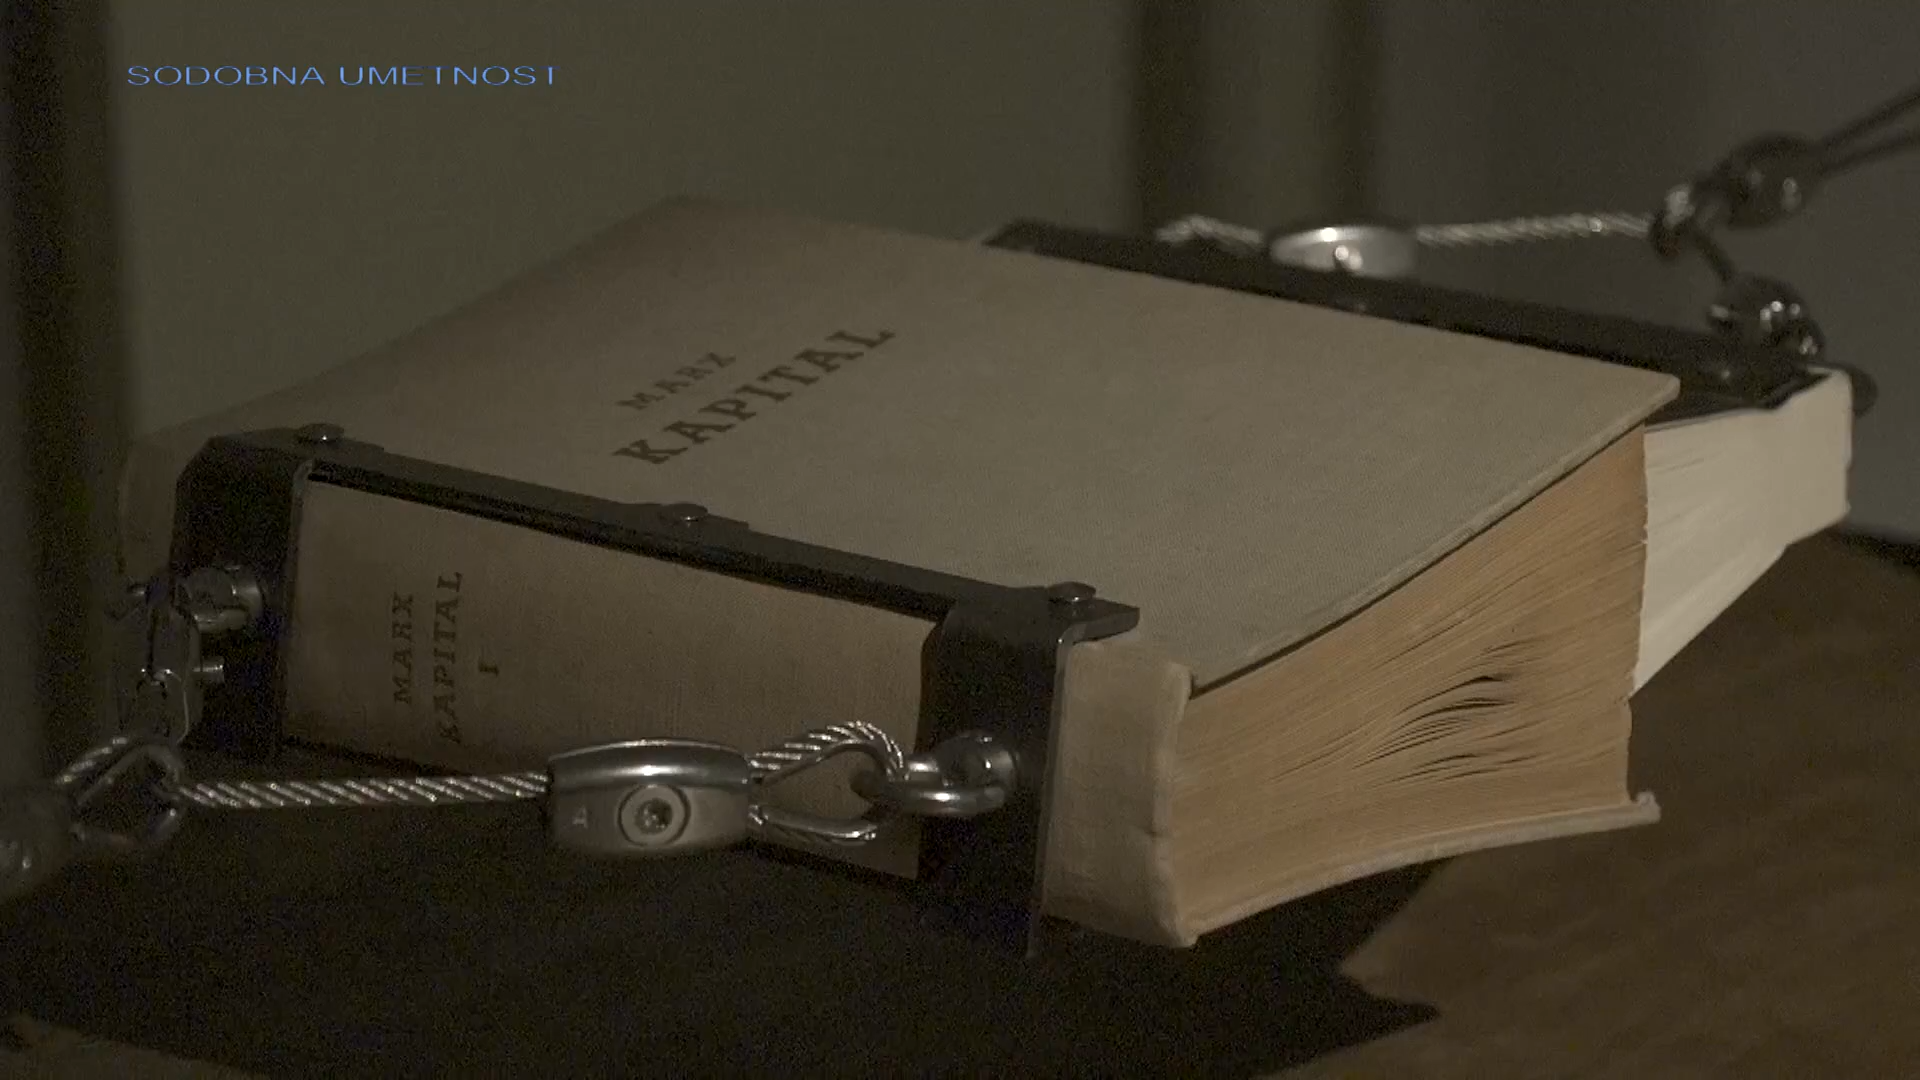 SODOBNA UMETNOST
MARX
KAPITAL
MARX
KAPITAL
I